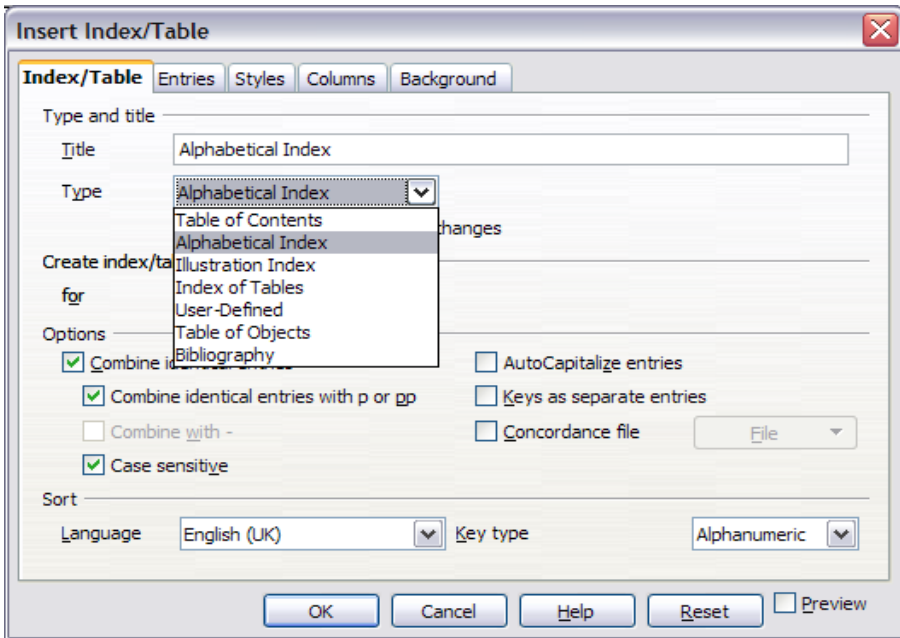 Insert Index/Table
Index/Table Entries Styles Columns Background
Type and title
Title Alphabetical Index
Type Alphabetical Index
Table of Contents
changes
Alphabetical Index
Create index/ta
Illustration Index
Index of Tables
for
User-Defined
Table of Objects
Options
Bibliography
Combine identical entries AutoCapitalize entries
Combine identical entries with p or pp Keys as separate entries
Combine with - Concordance file File
Case sensitive
Sort
Language English (UK) Key type Alphanumeric
OK Cancel Help Reset Preview